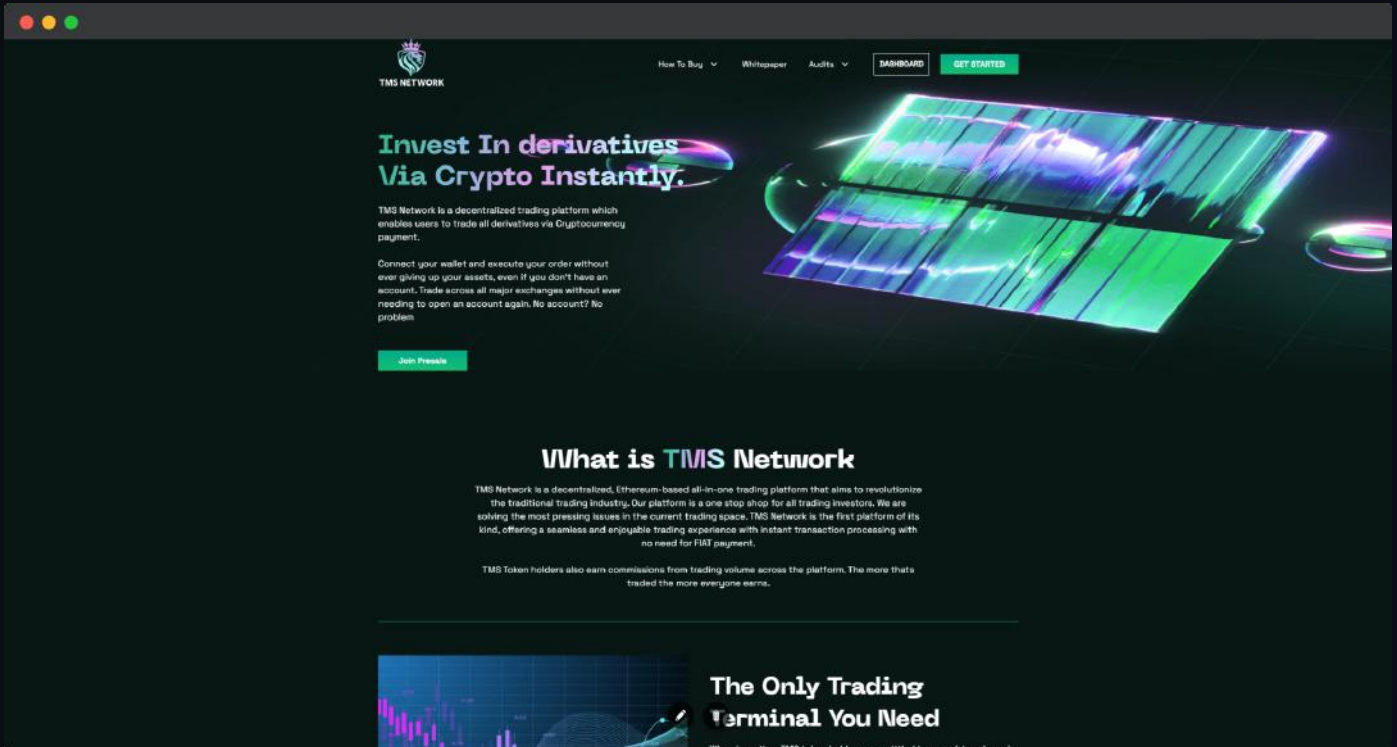 TMS NETWORK
How To Buy
Whitepaper
Audits
DASHBOARD
GET STARTED
Invest In derivatives
Via Crypto Instantly.
TMS Network is a decentralized trading platform which
enables users to trade all derivatives via Cryptocurrency
payment.
Connect your wallet and execute your order without
ever giving up your assets, even if you don't have an
account. Trade across all major exchanges without ever
needing to open an account again. No account? No
problem
Join Presale
What is TMS Network
TMS Network is a decentralized, Ethereum-based all-in-one trading platform that aims to revolutionize
the traditional trading industry. Our platform is a one stop shop for all trading investors. We are
solving the most pressing issues in the current trading space. TMS Network is the first platform of its
kind, offering a seamless and enjoyable trading experience with instant transaction processing with
no need for FIAT payment.
TMS Token holders also earn commissions from trading volume across the platform. The more thats
traded the more everyone earns.
The Only Trading
Terminal You Need